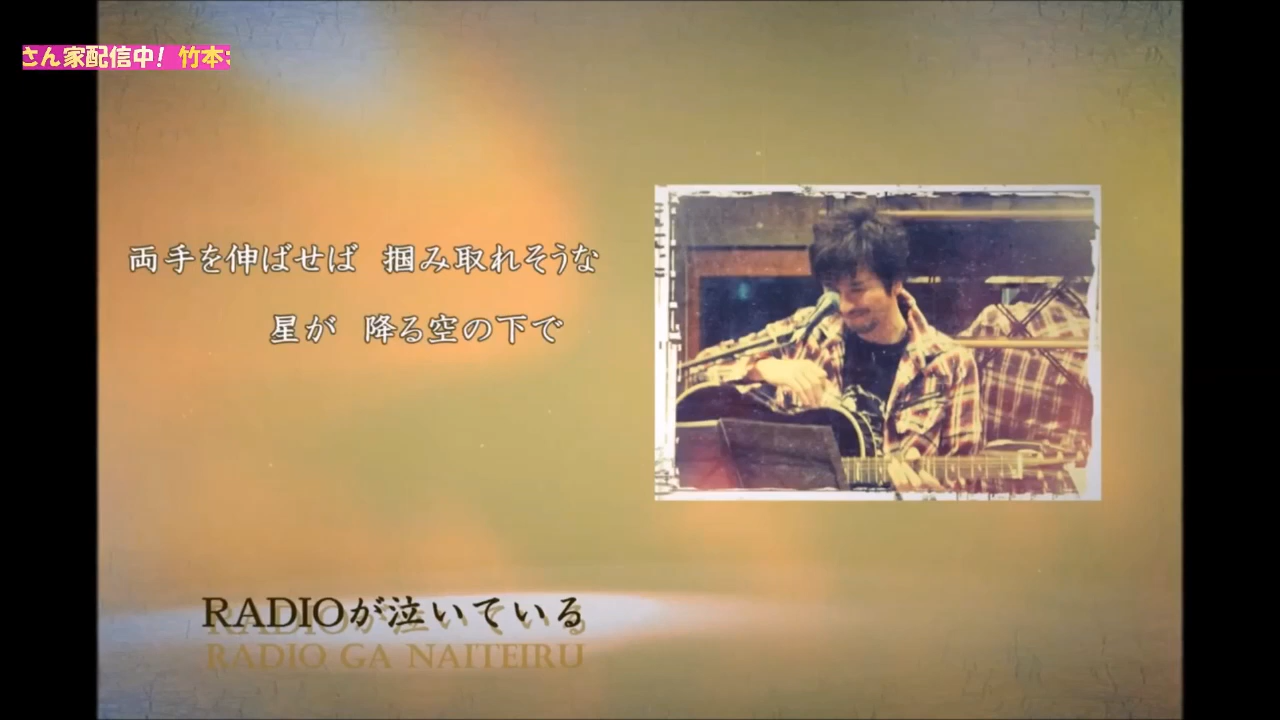 さん家配信中！ 竹本
両手を伸ばせば 掴み取れそうな
星が 降る空の下で
RADIOが泣いている
RADIO GA NAITEIRU